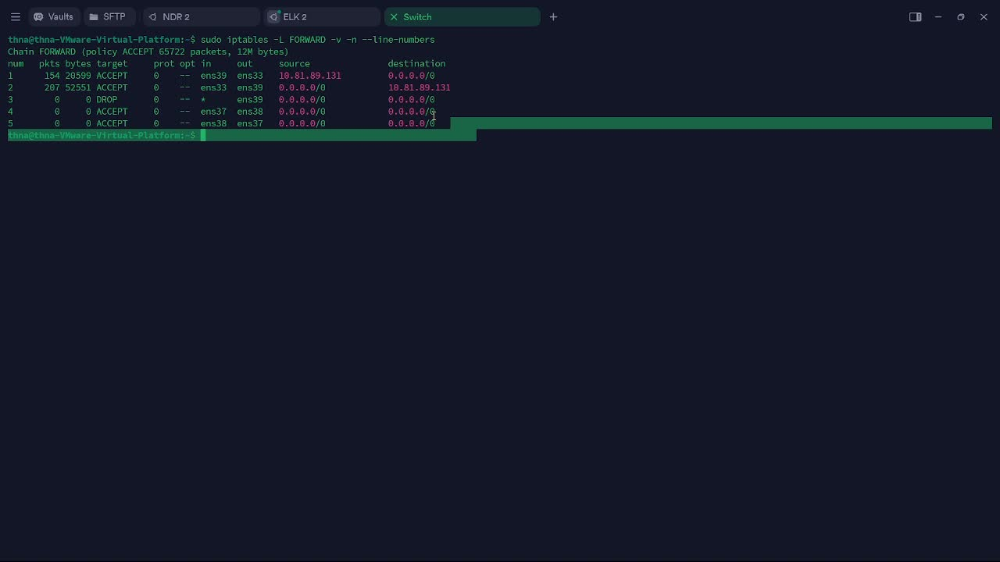 Vaults SFTP NDR 2 ELK 2 Switch
thna@thna-VMware-Virtual-Platform:~$ sudo iptables -L FORWARD -v -n --line-numbers
Chain FORWARD (policy ACCEPT 65722 packets, 12M bytes)
num   pkts bytes target     prot opt in     out     source               destination
1      154 20599 ACCEPT     0    --  ens39  ens33   10.81.89.131         0.0.0.0/0
2      207 52551 ACCEPT     0    --  ens33  ens39   0.0.0.0/0            10.81.89.131
3        0     0 DROP       0    --  *      ens39   0.0.0.0/0            0.0.0.0/0
4        0     0 ACCEPT     0    --  ens37  ens38   0.0.0.0/0            0.0.0.0/0
5        0     0 ACCEPT     0    --  ens38  ens37   0.0.0.0/0            0.0.0.0/0
thna@thna-VMware-Virtual-Platform:~$